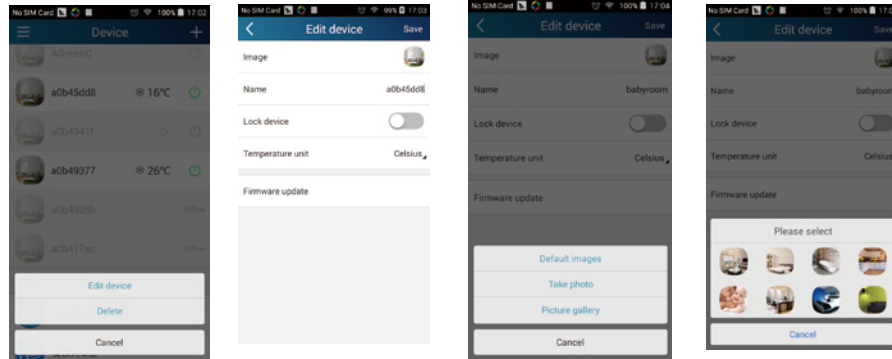 No SIM Card 100% 17:02
Device +
AGreeAC
a0b45dd8 16°C
a0b4941f
a0b49377 26°C
a0b4935b Offline
a0b417ac Offline
Edit device
Delete
Cancel
No SIM Card 99% 17:03
Edit device Save
Image
Name a0b45dd8
Lock device
Temperature unit Celsius
Firmware update
No SIM Card 100% 17:04
Edit device Save
Image
Name babyroom
Lock device
Temperature unit Celsius
Firmware update
Default images
Take photo
Picture gallery
Cancel
No SIM Card 100%
Edit device Save
Image
Name babyroom
Lock device
Temperature unit Celsius
Firmware update
Please select
Cancel